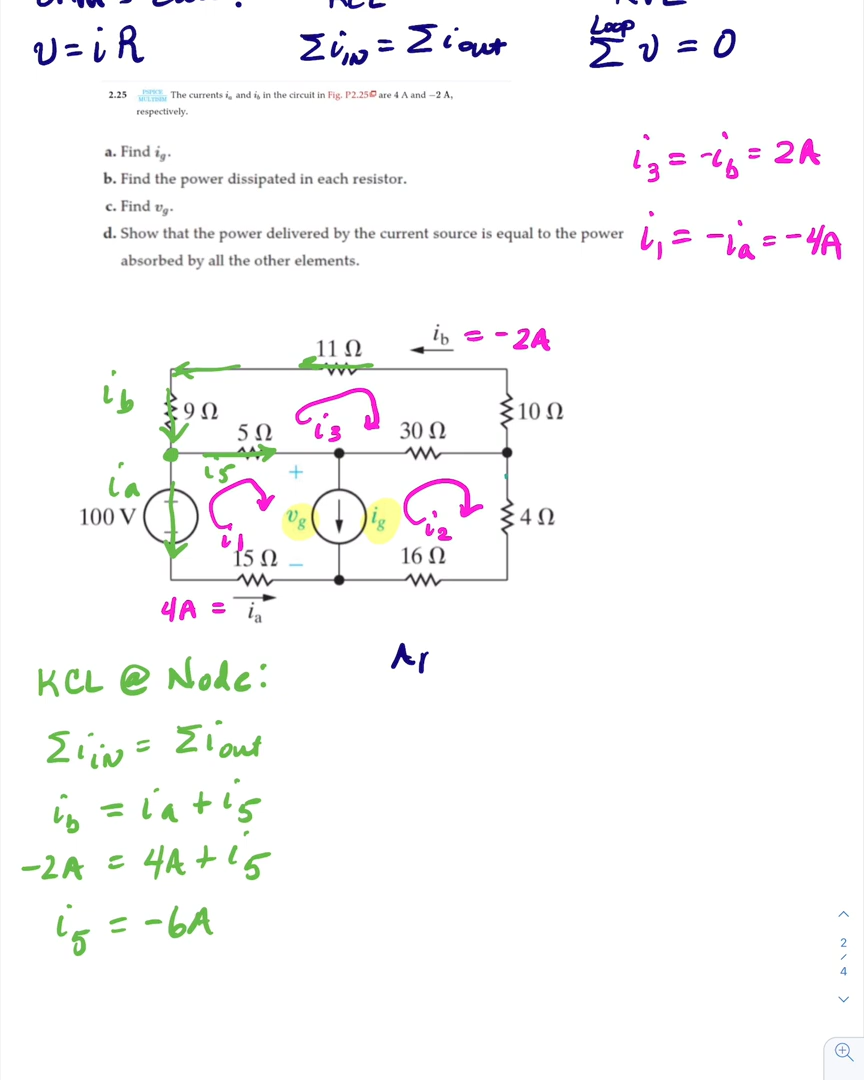 v = iR Σi_IN = Σi_out Loop Σ v = 0
2.25 PSPICE MULTISIM The currents i_a and i_b in the circuit in Fig. P2.25 are 4 A and −2 A,
respectively.
a. Find i_g.
b. Find the power dissipated in each resistor.
c. Find v_g.
d. Show that the power delivered by the current source is equal to the power
absorbed by all the other elements.
i_3 = -i_b = 2A
i_1 = -i_a = -4A
11 Ω i_b = -2A
i_b 9 Ω 10 Ω
5 Ω i_3 30 Ω
i_a i_5 +
100 V + − i_1 v_g i_g i_2 4 Ω
15 Ω − 16 Ω
4A = i_a
Ar
KCL @ Node:
Σi_IN = Σi_out
i_b = i_a + i_5
-2A = 4A + i_5
i_5 = -6A
2
/
4